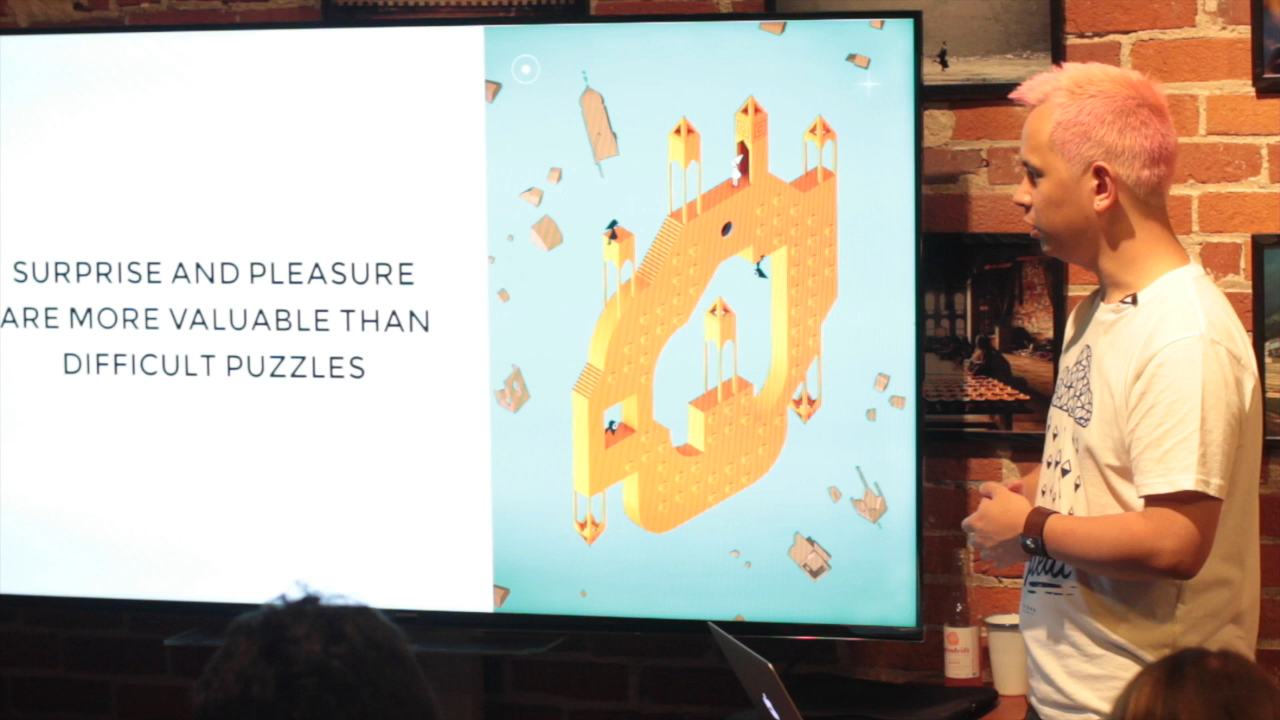 SURPRISE AND PLEASURE
ARE MORE VALUABLE THAN
DIFFICULT PUZZLES